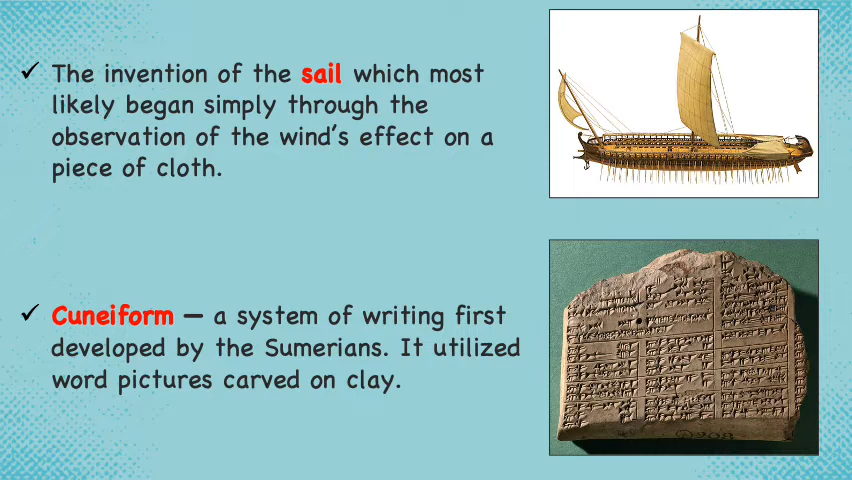 ✓ The invention of the sail which most
likely began simply through the
observation of the wind's effect on a
piece of cloth.
✓ Cuneiform – a system of writing first
developed by the Sumerians. It utilized
word pictures carved on clay.